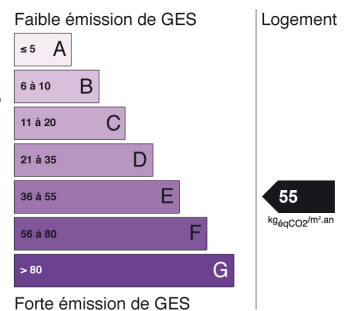 Faible émission de GES
Logement
≤ 5 A
6 à 10 B
11 à 20 C
21 à 35 D
36 à 55 E
55
kgéqCO2/m².an
56 à 80 F
> 80 G
Forte émission de GES